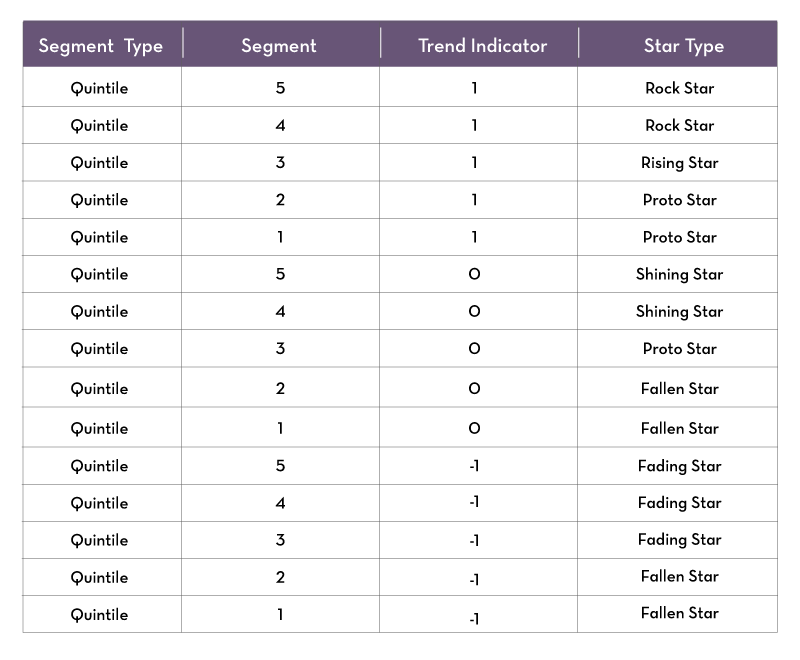 Segment Type Segment Trend Indicator Star Type
Quintile 5 1 Rock Star
Quintile 4 1 Rock Star
Quintile 3 1 Rising Star
Quintile 2 1 Proto Star
Quintile 1 1 Proto Star
Quintile 5 0 Shining Star
Quintile 4 0 Shining Star
Quintile 3 0 Proto Star
Quintile 2 0 Fallen Star
Quintile 1 0 Fallen Star
Quintile 5 -1 Fading Star
Quintile 4 -1 Fading Star
Quintile 3 -1 Fading Star
Quintile 2 -1 Fallen Star
Quintile 1 -1 Fallen Star